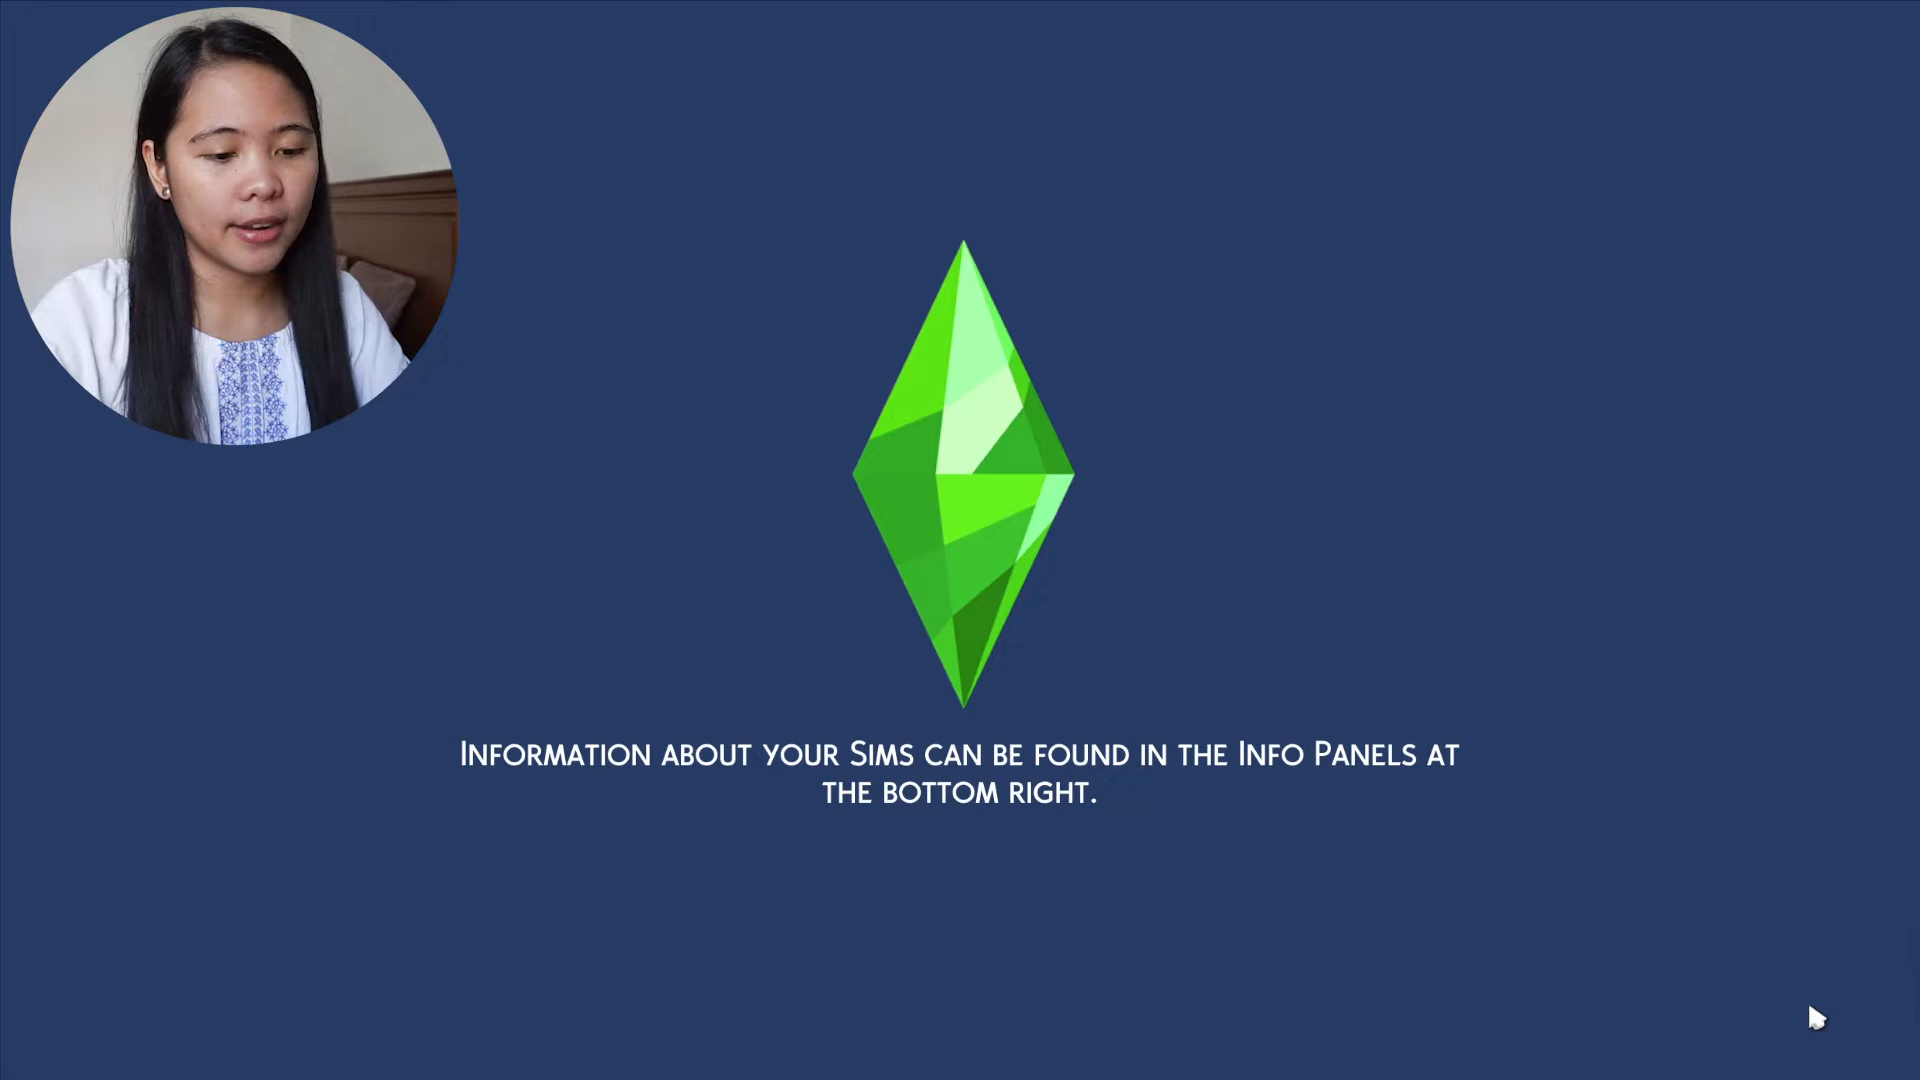 Information about your Sims can be found in the Info Panels at
the bottom right.